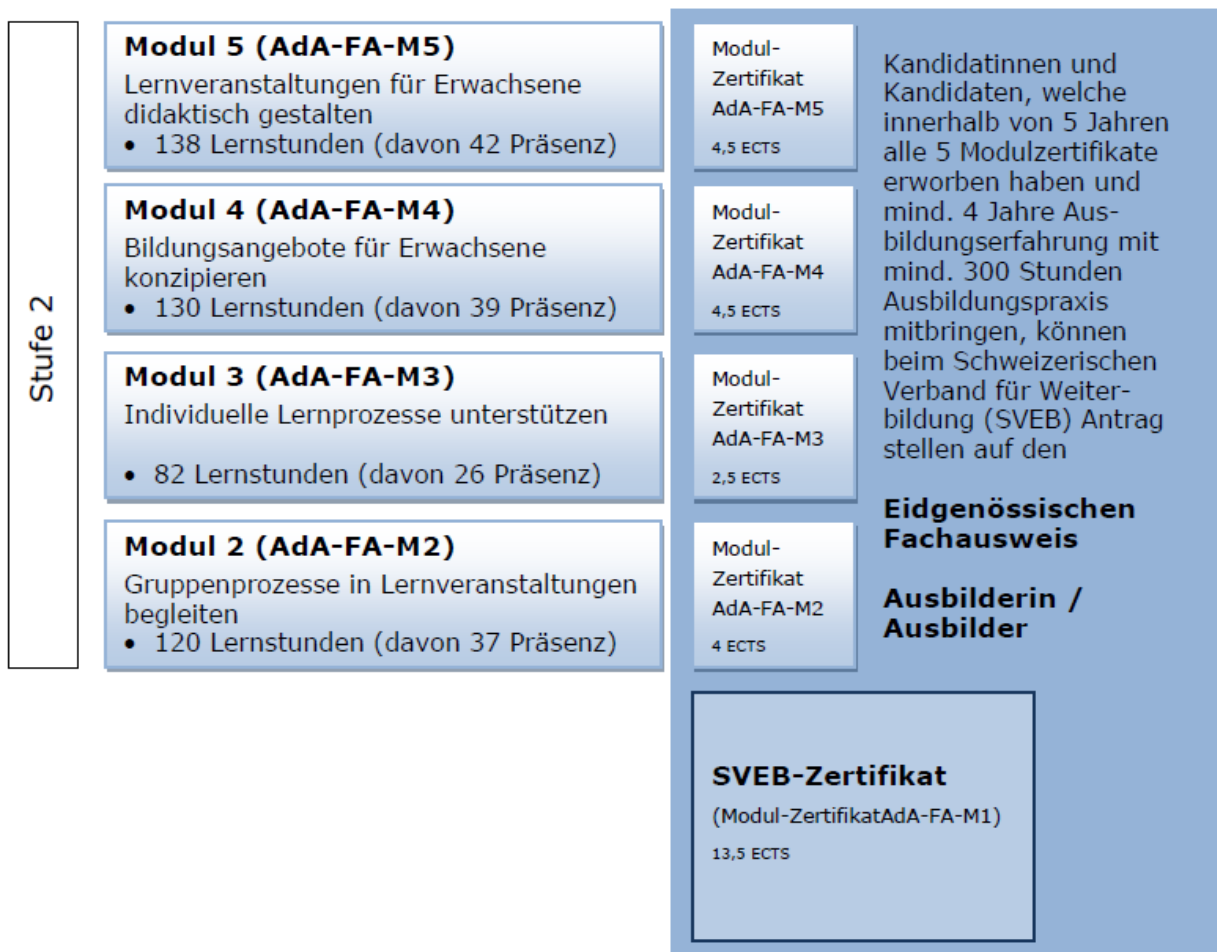 Stufe 2
Modul 5 (AdA-FA-M5)
Lernveranstaltungen für Erwachsene
didaktisch gestalten
• 138 Lernstunden (davon 42 Präsenz)
Modul 4 (AdA-FA-M4)
Bildungsangebote für Erwachsene
konzipieren
• 130 Lernstunden (davon 39 Präsenz)
Modul 3 (AdA-FA-M3)
Individuelle Lernprozesse unterstützen
• 82 Lernstunden (davon 26 Präsenz)
Modul 2 (AdA-FA-M2)
Gruppenprozesse in Lernveranstaltungen
begleiten
• 120 Lernstunden (davon 37 Präsenz)
Modul-
Zertifikat
AdA-FA-M5
4,5 ECTS
Modul-
Zertifikat
AdA-FA-M4
4,5 ECTS
Modul-
Zertifikat
AdA-FA-M3
2,5 ECTS
Modul-
Zertifikat
AdA-FA-M2
4 ECTS
Kandidatinnen und
Kandidaten, welche
innerhalb von 5 Jahren
alle 5 Modulzertifikate
erworben haben und
mind. 4 Jahre Aus-
bildungserfahrung mit
mind. 300 Stunden
Ausbildungspraxis
mitbringen, können
beim Schweizerischen
Verband für Weiter-
bildung (SVEB) Antrag
stellen auf den
Eidgenössischen
Fachausweis
Ausbilderin /
Ausbilder
SVEB-Zertifikat
(Modul-ZertifikatAdA-FA-M1)
13,5 ECTS